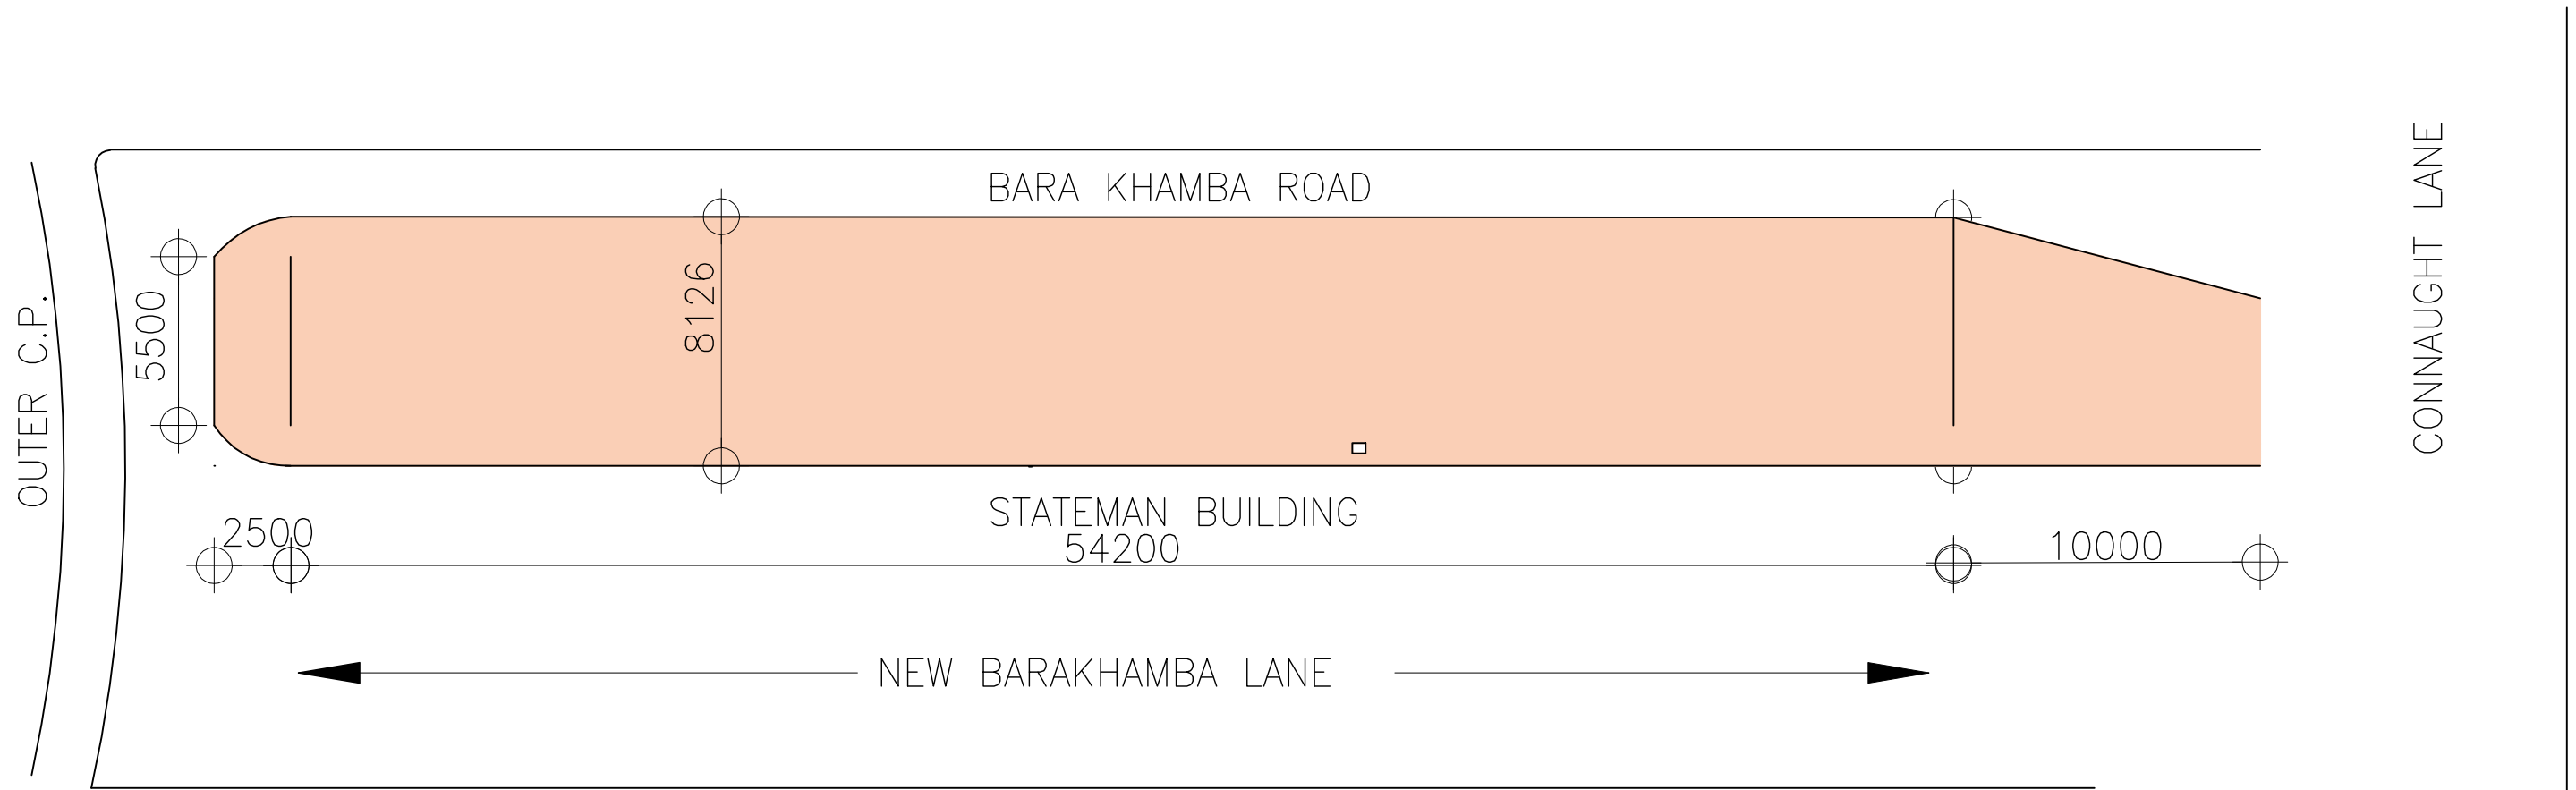 BARA KHAMBA ROAD
OUTER C.P.
5500
8126
CONNAUGHT LANE
STATEMAN BUILDING
2500
54200
10000
NEW BARAKHAMBA LANE